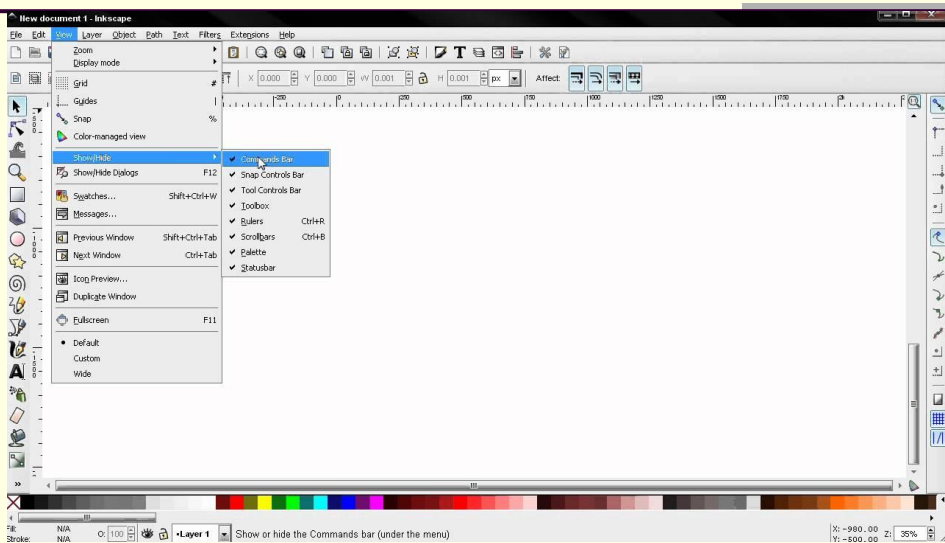 New document 1 - Inkscape
File Edit View Layer Object Path Text Filters Extensions Help
X 0.000 Y 0.000 W 0.001 H 0.001 px Affect:
Zoom
Display mode
Grid #
Guides |
Snap %
Color-managed view
Show/Hide
Show/Hide Dialogs F12
Swatches... Shift+Ctrl+W
Messages...
Previous Window Shift+Ctrl+Tab
Next Window Ctrl+Tab
Icon Preview...
Duplicate Window
Fullscreen F11
Default
Custom
Wide
Commands Bar
Snap Controls Bar
Tool Controls Bar
Toolbox
Rulers Ctrl+R
Scrollbars Ctrl+B
Palette
Statusbar
Fill: N/A
Stroke: N/A
O: 100 Layer 1 Show or hide the Commands bar (under the menu)
X: -980.00
Y: -500.00
Z: 35%